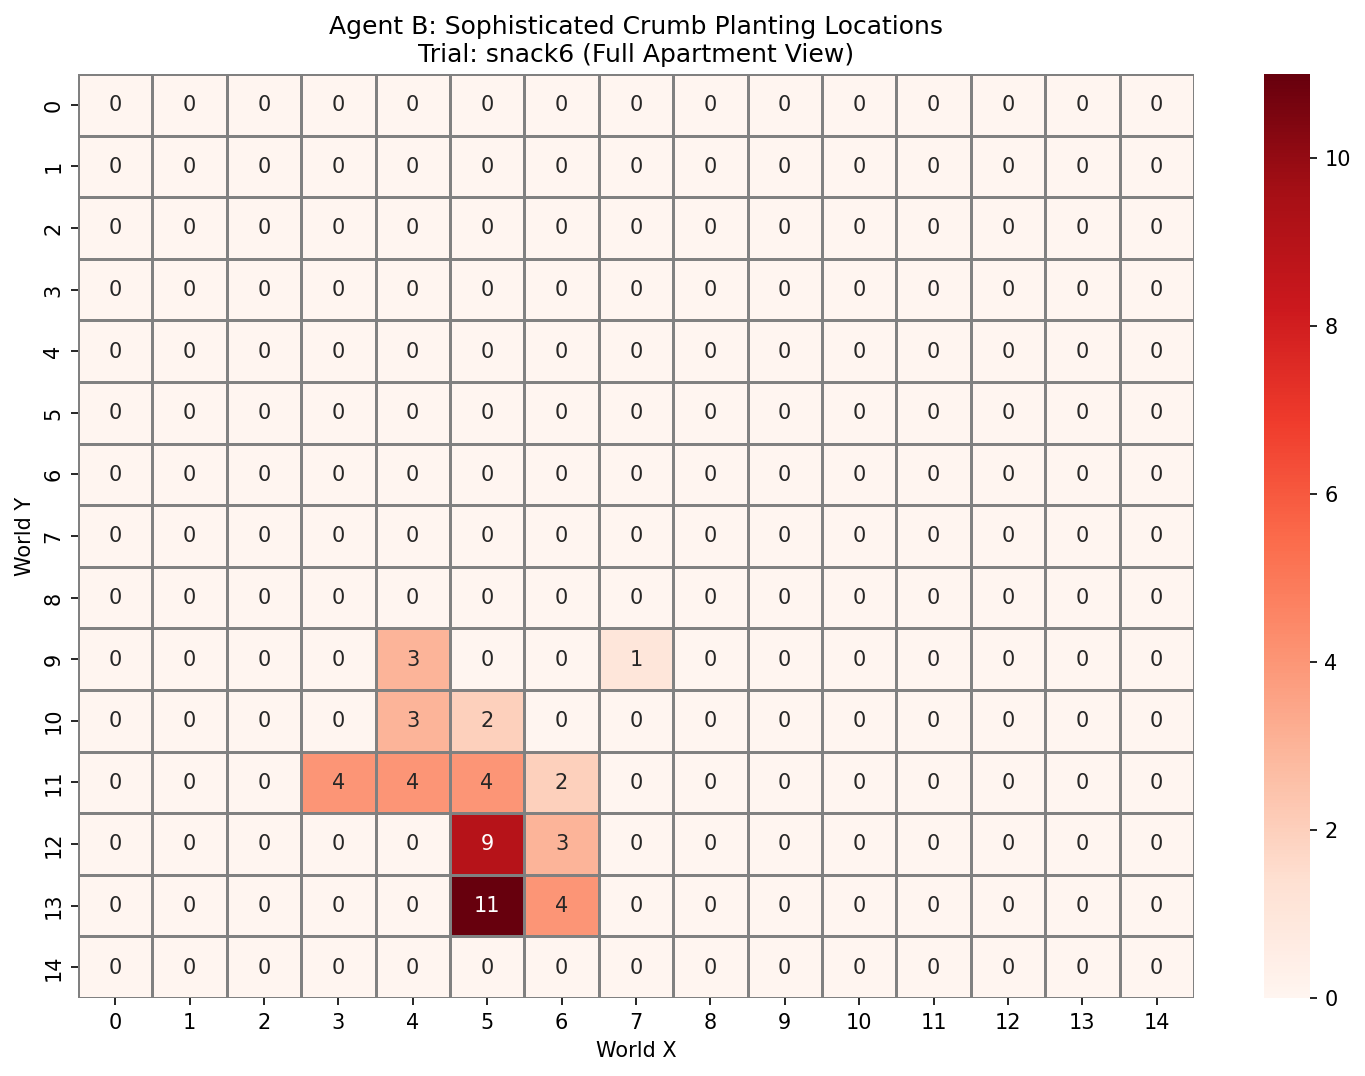 Agent B: Sophisticated Crumb Planting Locations
Trial: snack6 (Full Apartment View)
World Y
0 0 0 0 0 0 0 0 0 0 0 0 0 0 0 0
1 0 0 0 0 0 0 0 0 0 0 0 0 0 0 0
2 0 0 0 0 0 0 0 0 0 0 0 0 0 0 0
3 0 0 0 0 0 0 0 0 0 0 0 0 0 0 0
4 0 0 0 0 0 0 0 0 0 0 0 0 0 0 0
5 0 0 0 0 0 0 0 0 0 0 0 0 0 0 0
6 0 0 0 0 0 0 0 0 0 0 0 0 0 0 0
7 0 0 0 0 0 0 0 0 0 0 0 0 0 0 0
8 0 0 0 0 0 0 0 0 0 0 0 0 0 0 0
9 0 0 0 0 3 0 0 1 0 0 0 0 0 0 0
10 0 0 0 0 3 2 0 0 0 0 0 0 0 0 0
11 0 0 0 4 4 4 2 0 0 0 0 0 0 0 0
12 0 0 0 0 0 9 3 0 0 0 0 0 0 0 0
13 0 0 0 0 0 11 4 0 0 0 0 0 0 0 0
14 0 0 0 0 0 0 0 0 0 0 0 0 0 0 0
0 1 2 3 4 5 6 7 8 9 10 11 12 13 14
World X
10
8
6
4
2
0